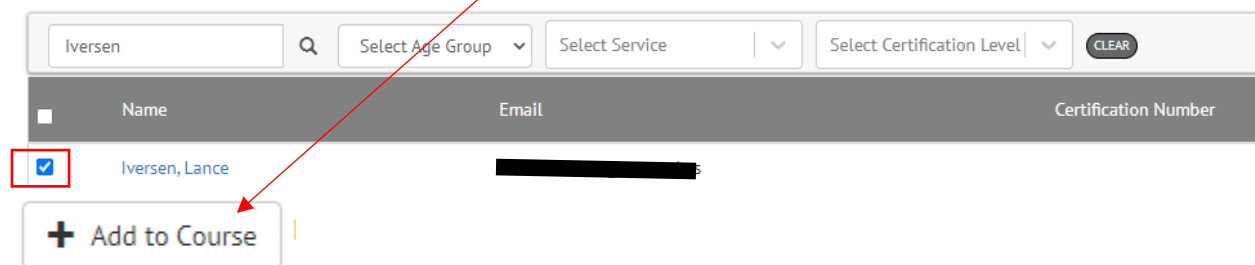 Iversen Select Age Group Select Service Select Certification Level CLEAR
Name Email Certification Number
Iversen, Lance s
+ Add to Course